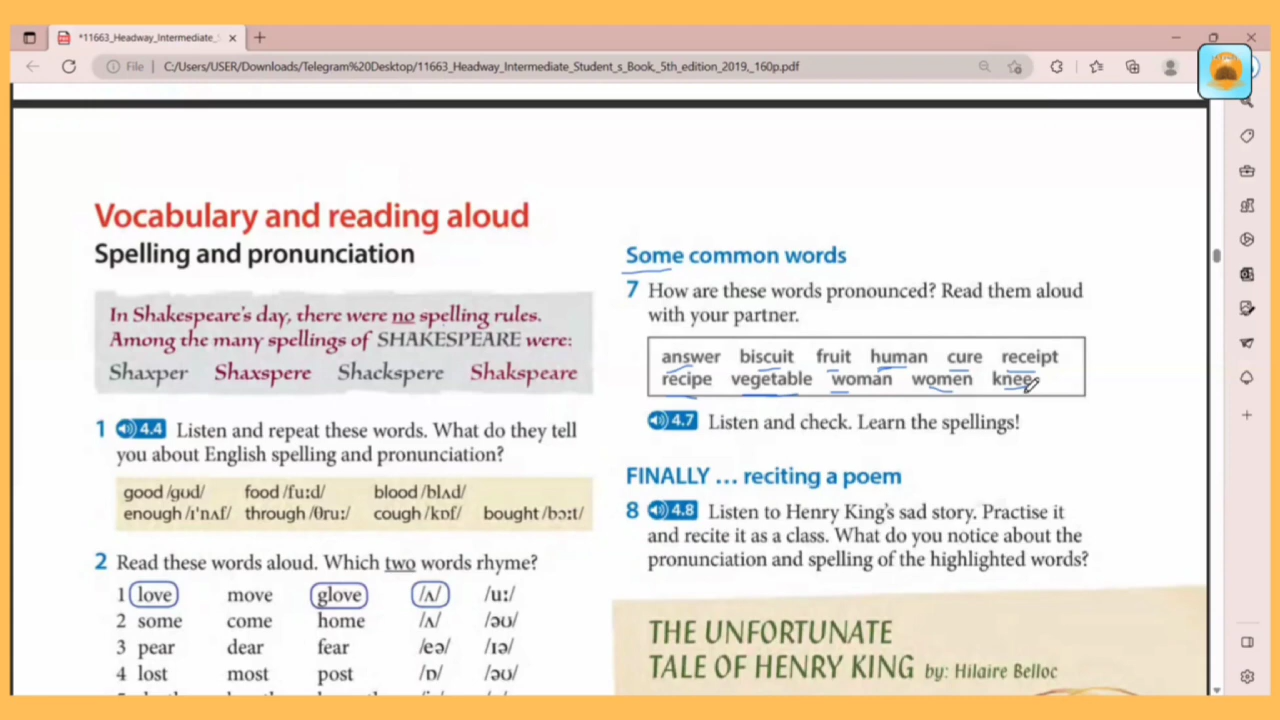 *11663_Headway_Intermediate_
File
C:/Users/USER/Downloads/Telegram%20Desktop/11663_Headway_Intermediate_Student_s_Book,_5th_edition_2019,_160p.pdf
Vocabulary and reading aloud
Spelling and pronunciation
In Shakespeare's day, there were no spelling rules.
Among the many spellings of SHAKESPEARE were:
Shaxper Shaxspere Shackspere Shakspeare
1 4.4 Listen and repeat these words. What do they tell
you about English spelling and pronunciation?
good /gʊd/ food /fuːd/ blood /blʌd/
enough /ɪˈnʌf/ through /θruː/ cough /kɒf/ bought /bɔːt/
2 Read these words aloud. Which two words rhyme?
1 love move glove /ʌ/ /uː/
2 some come home /ʌ/ /əʊ/
3 pear dear fear /eə/ /ɪə/
4 lost most post /ɒ/ /əʊ/
Some common words
7 How are these words pronounced? Read them aloud
with your partner.
answer biscuit fruit human cure receipt
recipe vegetable woman women knee
4.7 Listen and check. Learn the spellings!
FINALLY … reciting a poem
8 4.8 Listen to Henry King's sad story. Practise it
and recite it as a class. What do you notice about the
pronunciation and spelling of the highlighted words?
THE UNFORTUNATE
TALE OF HENRY KING by: Hilaire Belloc